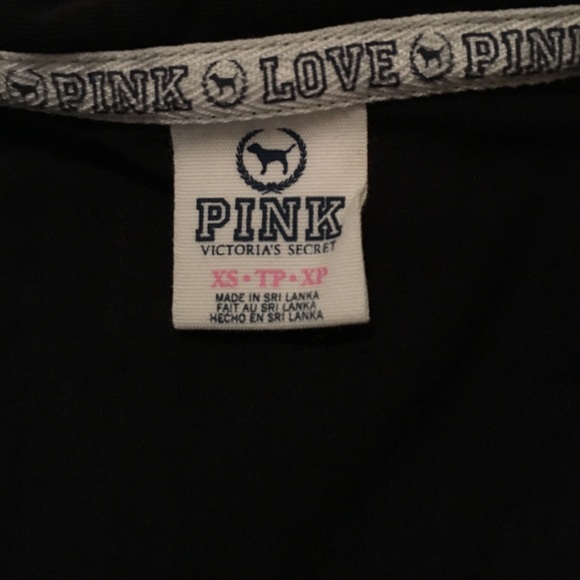 PINK LOVE PINK
PINK
VICTORIA'S SECRET
XS • TP • XP
MADE IN SRI LANKA
FAIT AU SRI LANKA
HECHO EN SRI LANKA